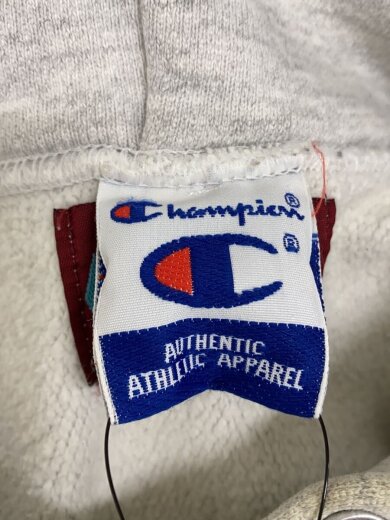 Champion®
®
AUTHENTIC
ATHLETIC APPAREL